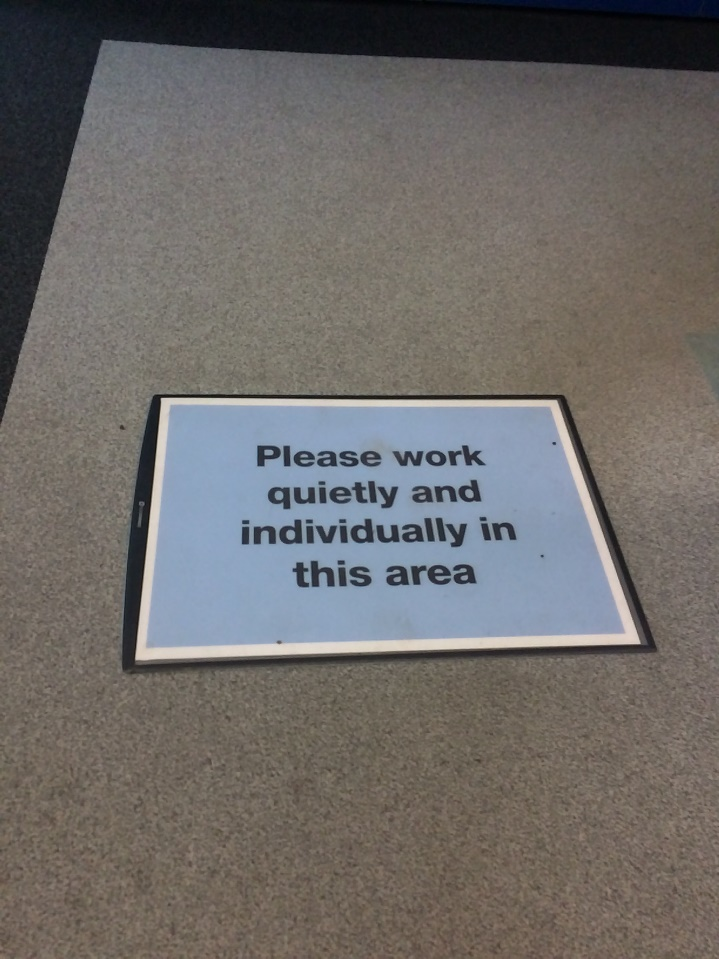 Please work
quietly and
individually in
this area